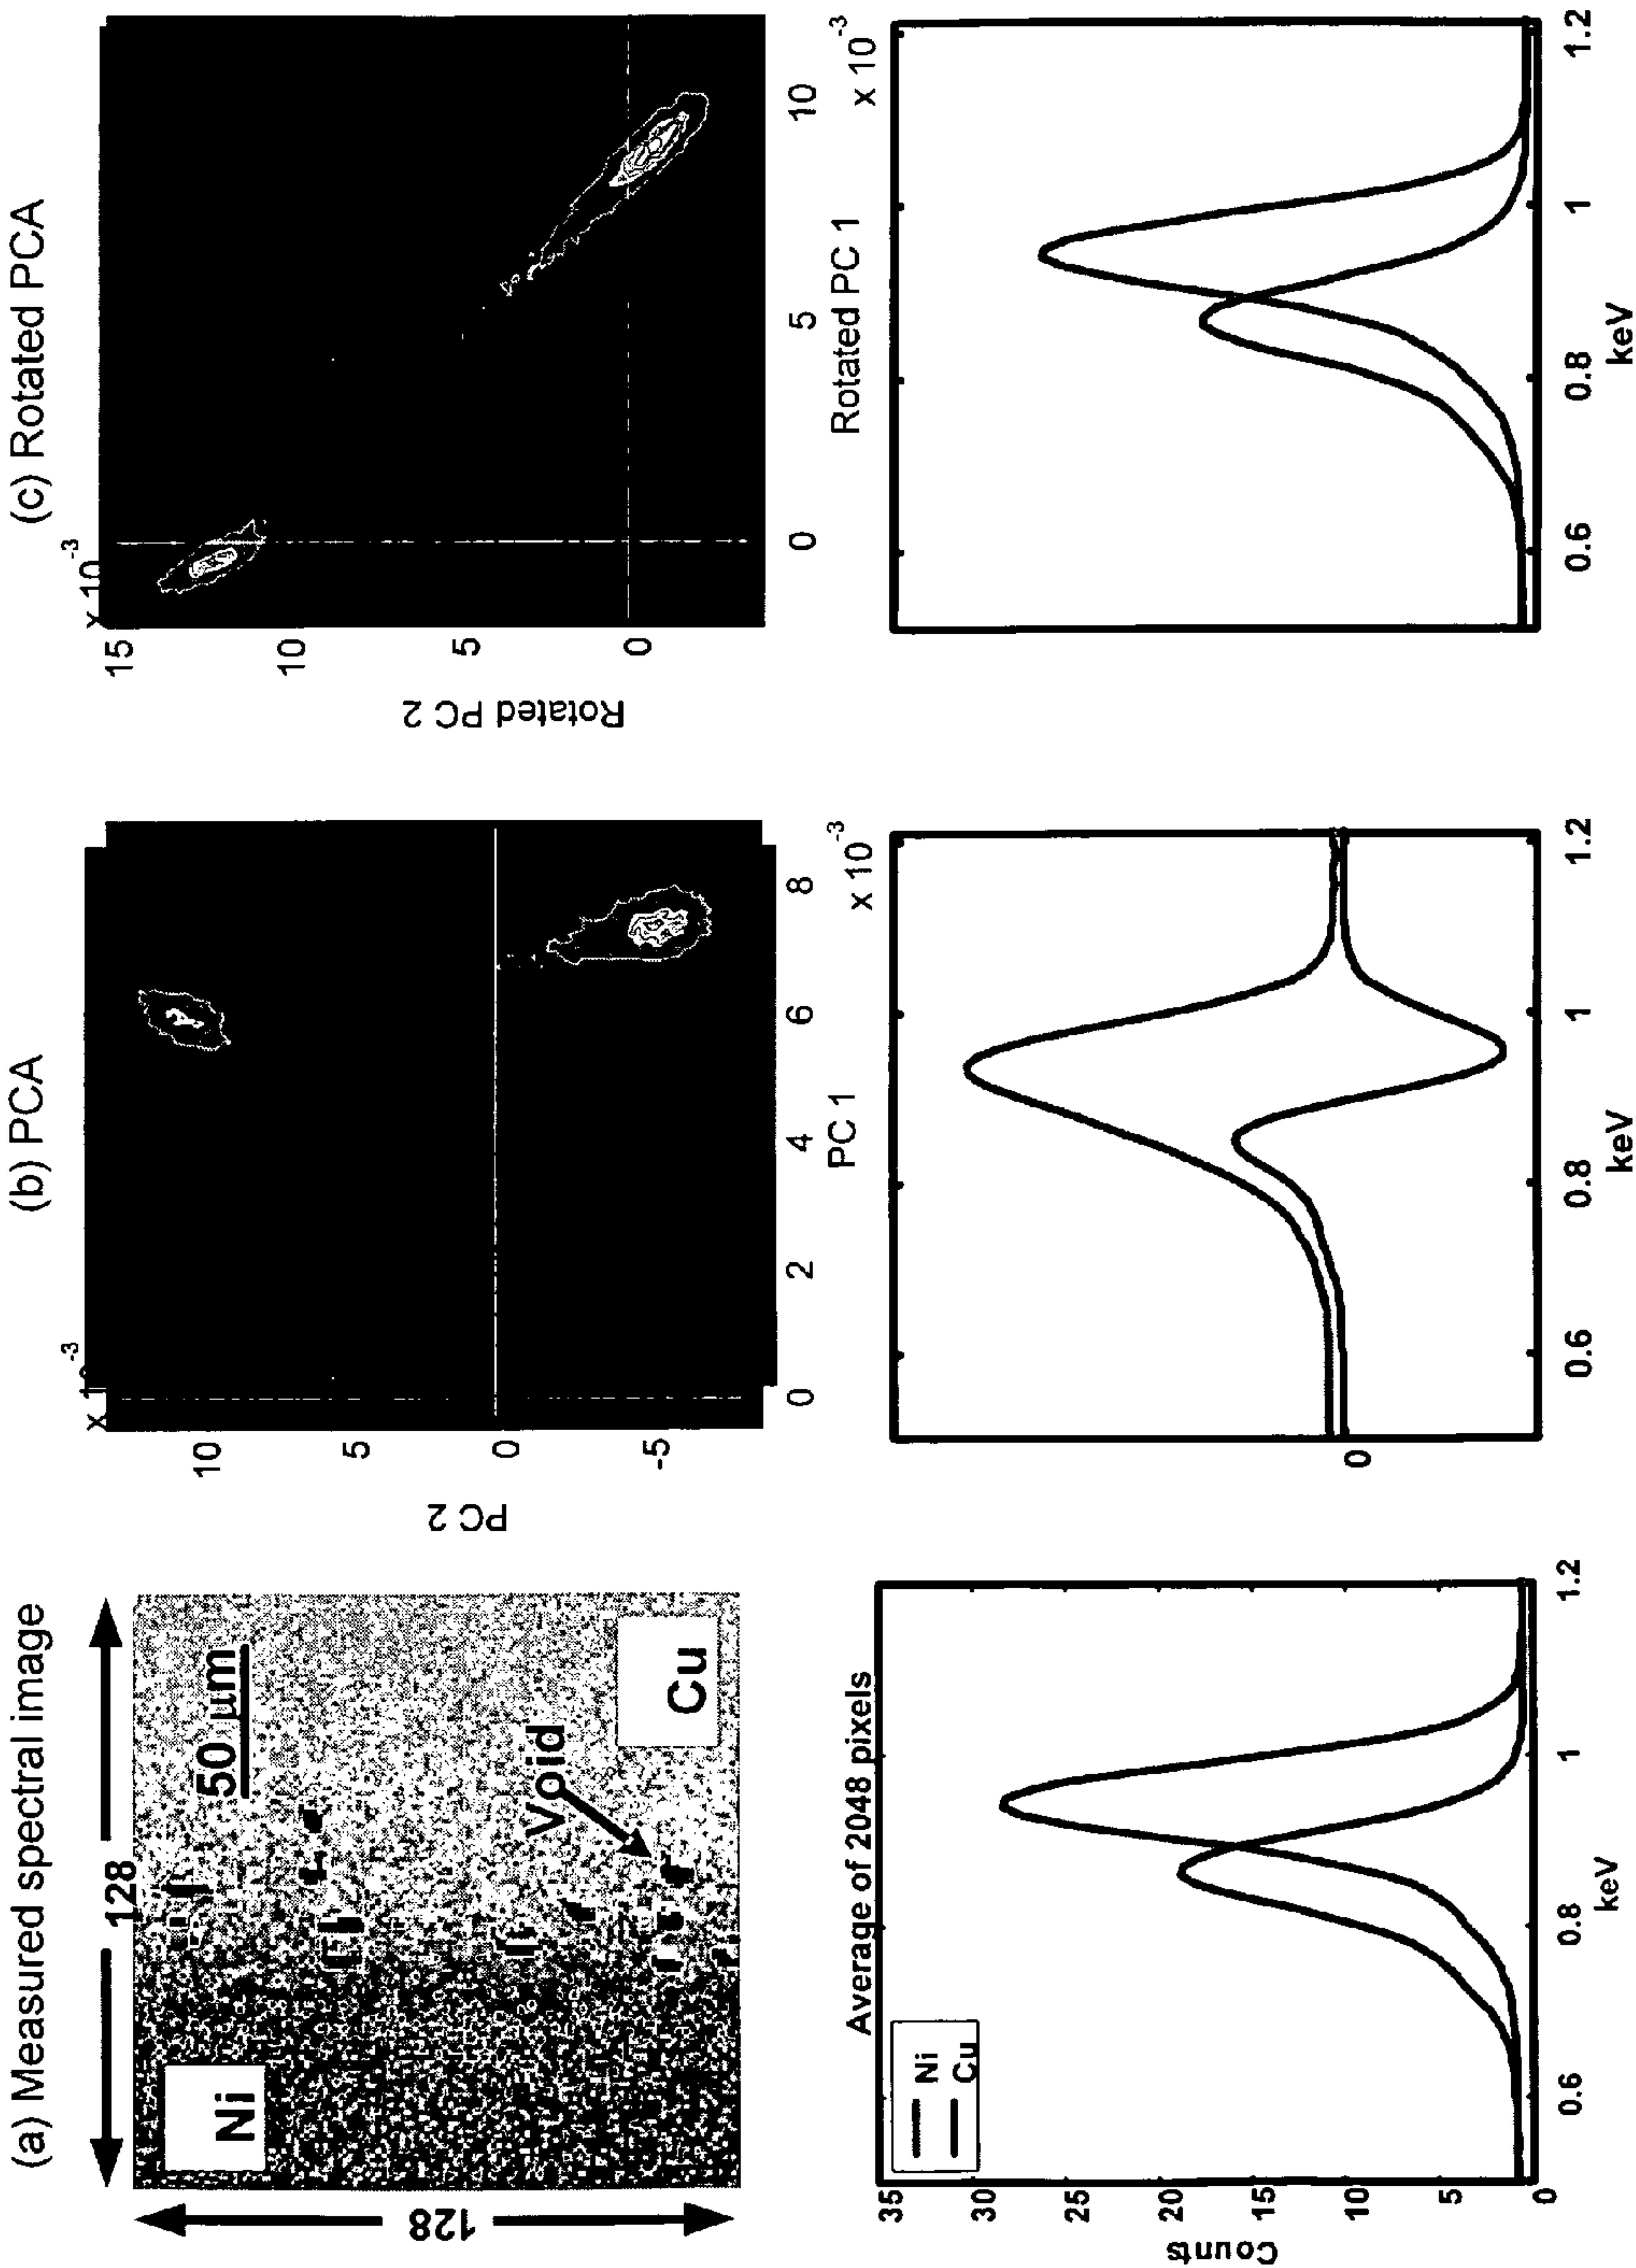 (a) Measured spectral image
128
128
Ni
50 µm
Void
Cu
Average of 2048 pixels
Ni
Cu
35
30
25
20
15
10
5
0
Counts
0.6
0.8
1
1.2
keV
(b) PCA
x 10-3
10
5
0
-5
PC 2
0
2
4
6
8
x 10-3
PC 1
0
0.6
0.8
1
1.2
keV
(c) Rotated PCA
x 10-3
15
10
5
0
Rotated PC 2
0
5
10
x 10-3
Rotated PC 1
0.6
0.8
1
1.2
keV